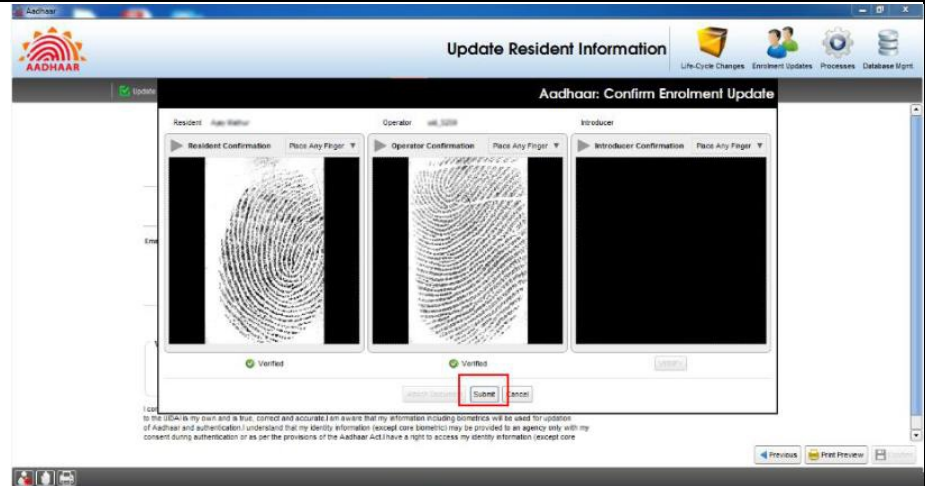 Aadhaar
AADHAAR
Update Resident Information
Life-Cycle Changes Enrolment Updates Processes Database Mgmt.
Update
Aadhaar: Confirm Enrolment Update
Resident Operator Introducer
Resident Confirmation Place Any Finger
Operator Confirmation Place Any Finger
Introducer Confirmation Place Any Finger
Ema
Verified Verified
Submit Cancel
I con
to the UIDAI is my own and is true, correct and accurate.I am aware that my information including biometrics will be used for updation
of Aadhaar and authentication.I understand that my identity information (except core biometric) may be provided to an agency only with my
consent during authentication or as per the provisions of the Aadhaar Act.I have a right to access my identity information (except core
Previous Print Preview